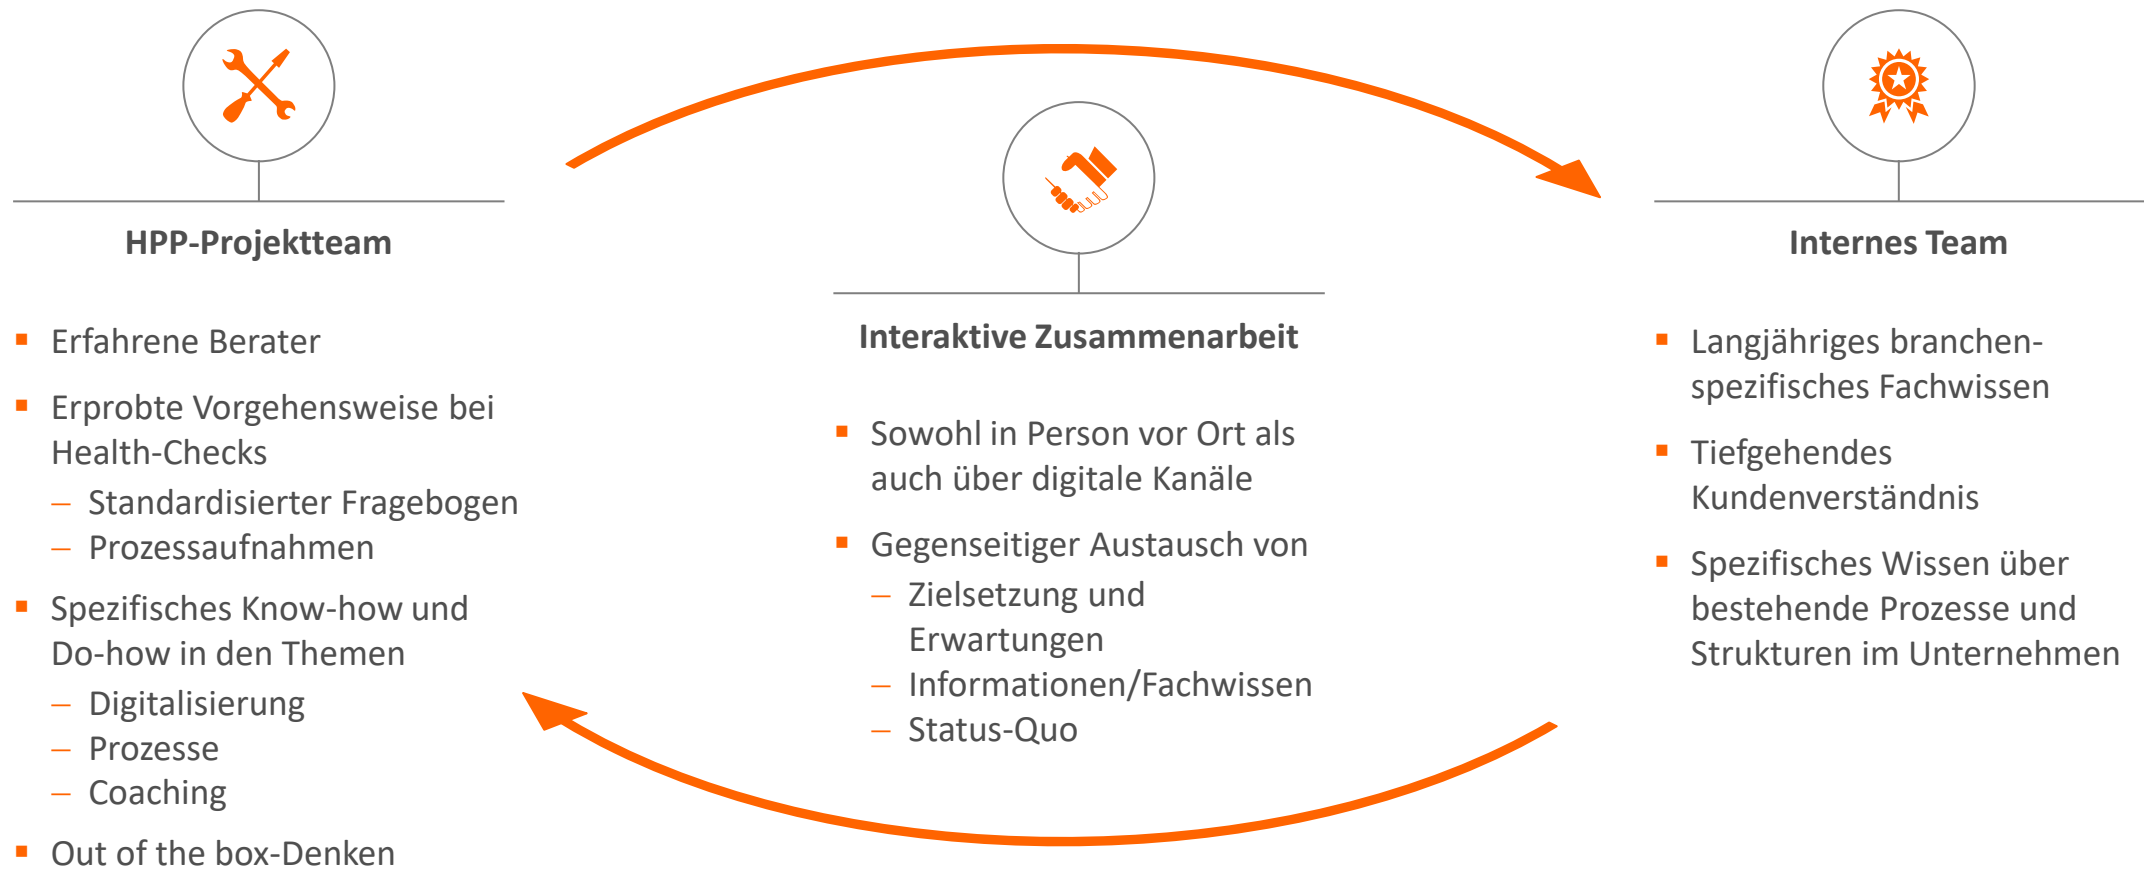 HPP-Projektteam
Erfahrene Berater
Erprobte Vorgehensweise bei
Health-Checks
– Standardisierter Fragebogen
– Prozessaufnahmen
Spezifisches Know-how und
Do-how in den Themen
– Digitalisierung
– Prozesse
– Coaching
Out of the box-Denken
Interaktive Zusammenarbeit
Sowohl in Person vor Ort als
auch über digitale Kanäle
Gegenseitiger Austausch von
– Zielsetzung und
Erwartungen
– Informationen/Fachwissen
– Status-Quo
Internes Team
Langjähriges branchen-
spezifisches Fachwissen
Tiefgehendes
Kundenverständnis
Spezifisches Wissen über
bestehende Prozesse und
Strukturen im Unternehmen